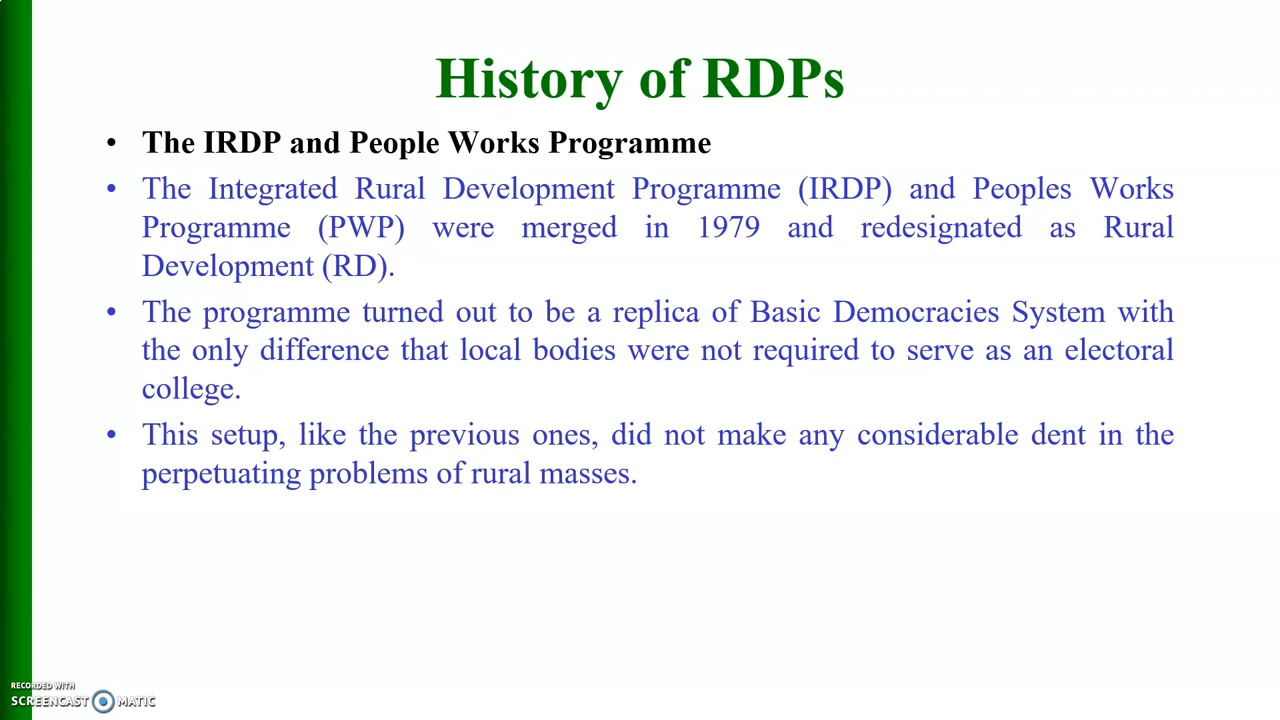 History of RDPs
• The IRDP and People Works Programme
• The Integrated Rural Development Programme (IRDP) and Peoples Works
Programme (PWP) were merged in 1979 and redesignated as Rural
Development (RD).
• The programme turned out to be a replica of Basic Democracies System with
the only difference that local bodies were not required to serve as an electoral
college.
• This setup, like the previous ones, did not make any considerable dent in the
perpetuating problems of rural masses.
RECORDED WITH
SCREENCAST MATIC